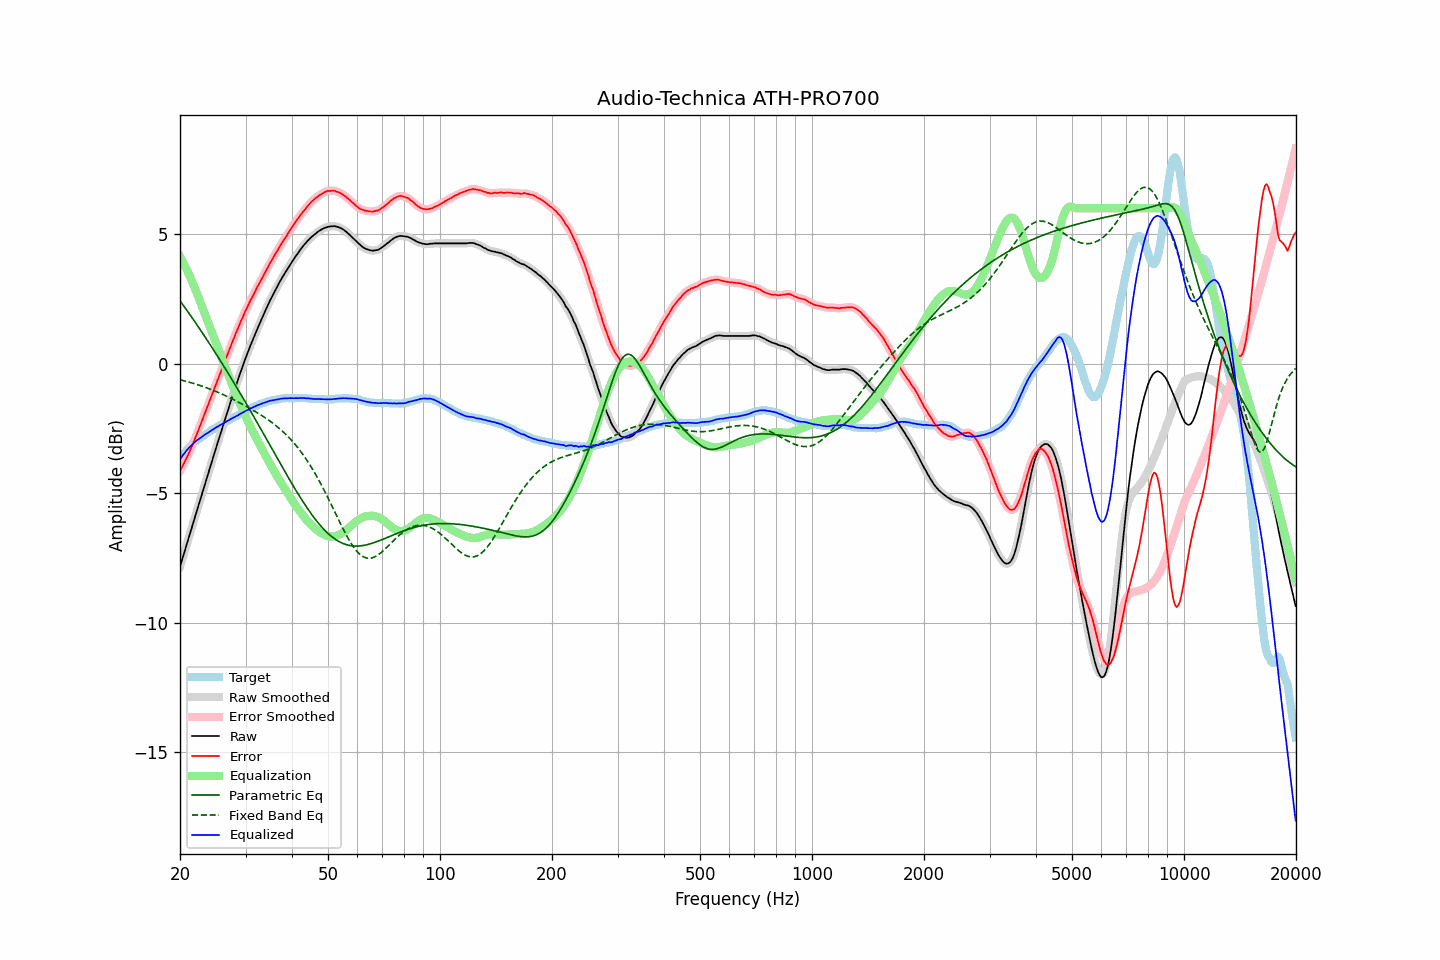 Audio-Technica ATH-PRO700
Amplitude (dBr)
5
0
−5
−10
−15
Target
Raw Smoothed
Error Smoothed
Raw
Error
Equalization
Parametric Eq
Fixed Band Eq
Equalized
20 50 100 200 500 1000 2000 5000 10000 20000
Frequency (Hz)